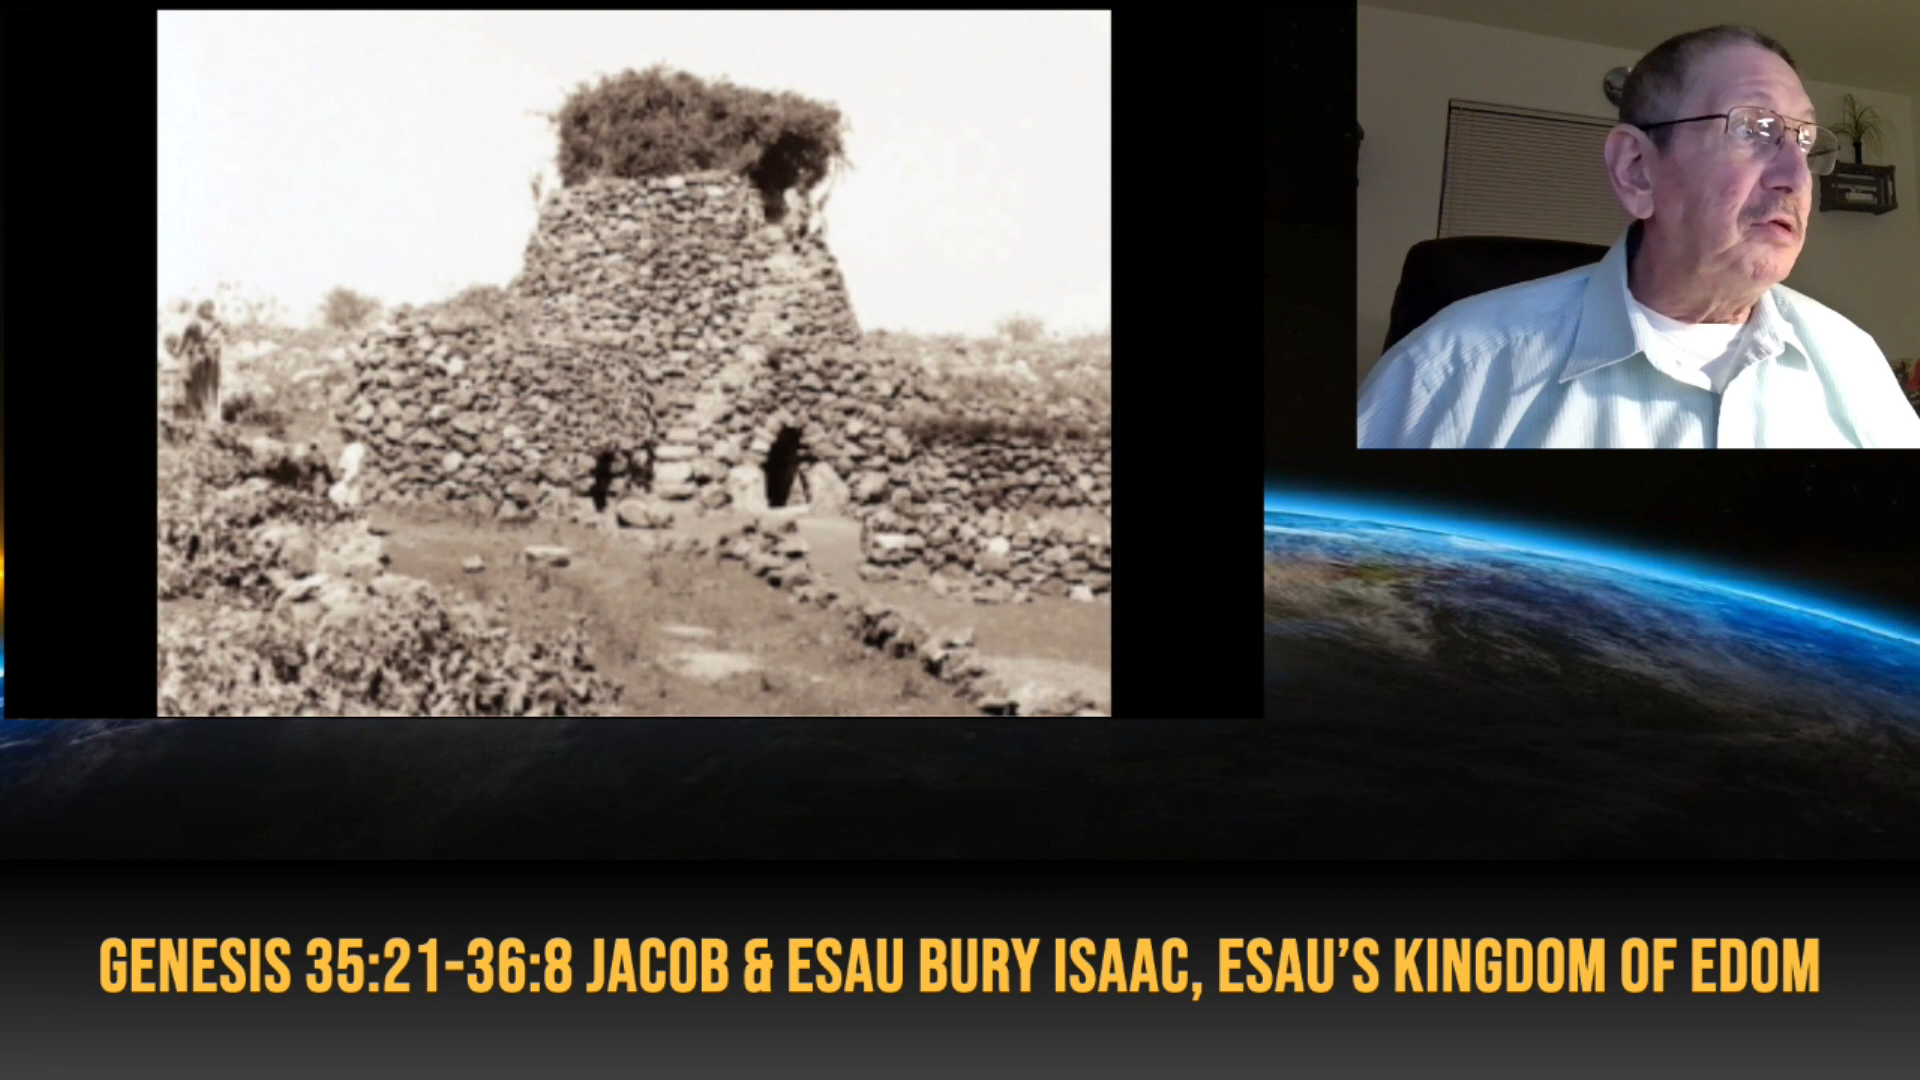 GENESIS 35:21-36:8 JACOB & ESAU BURY ISAAC, ESAU’S KINGDOM OF EDOM